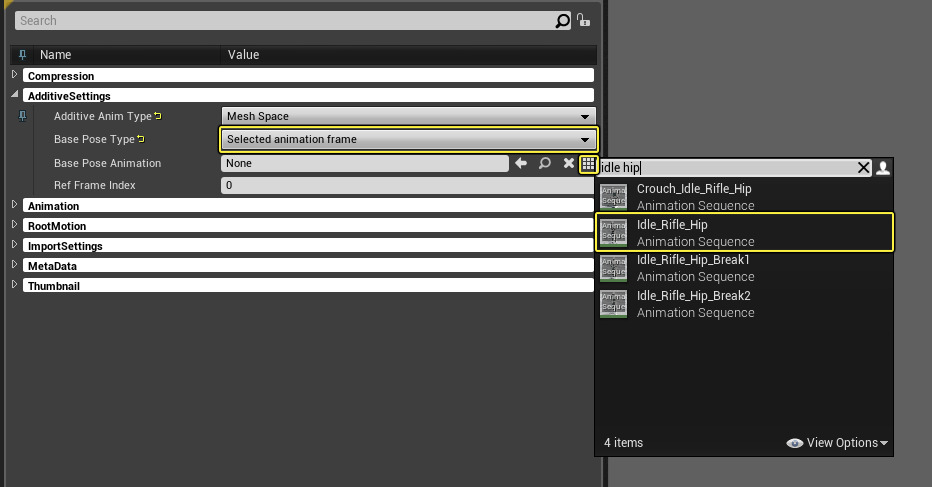 Search
Name Value
Compression
AdditiveSettings
Additive Anim Type Mesh Space
Base Pose Type Selected animation frame
Base Pose Animation None
Ref Frame Index 0
Animation
RootMotion
ImportSettings
MetaData
Thumbnail
idle hip
Anima
Seque
Crouch_Idle_Rifle_Hip
Animation Sequence
Anima
Seque
Idle_Rifle_Hip
Animation Sequence
Anima
Seque
Idle_Rifle_Hip_Break1
Animation Sequence
Anima
Seque
Idle_Rifle_Hip_Break2
Animation Sequence
4 items View Options